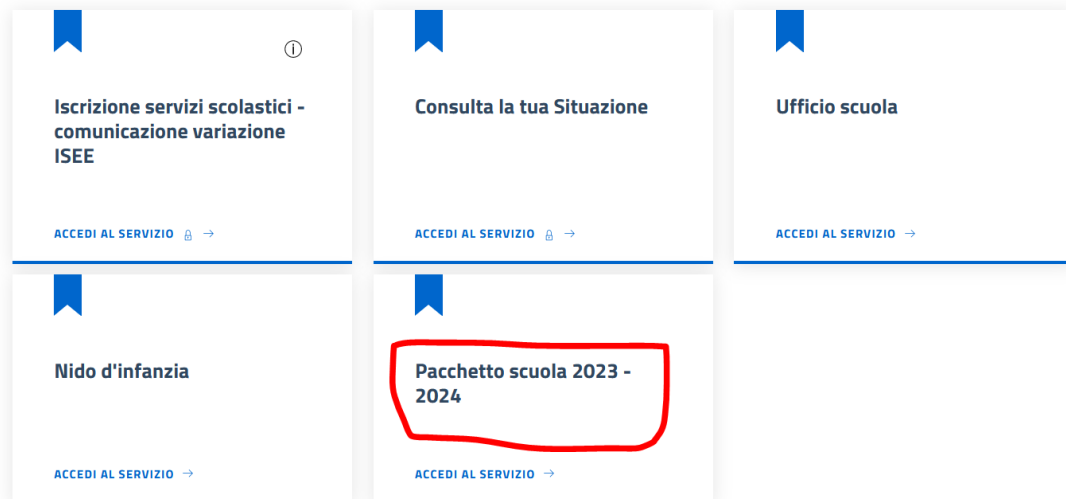 Iscrizione servizi scolastici -
comunicazione variazione
ISEE
ACCEDI AL SERVIZIO
Consulta la tua Situazione
ACCEDI AL SERVIZIO
Ufficio scuola
ACCEDI AL SERVIZIO
Nido d'infanzia
ACCEDI AL SERVIZIO
Pacchetto scuola 2023 -
2024
ACCEDI AL SERVIZIO